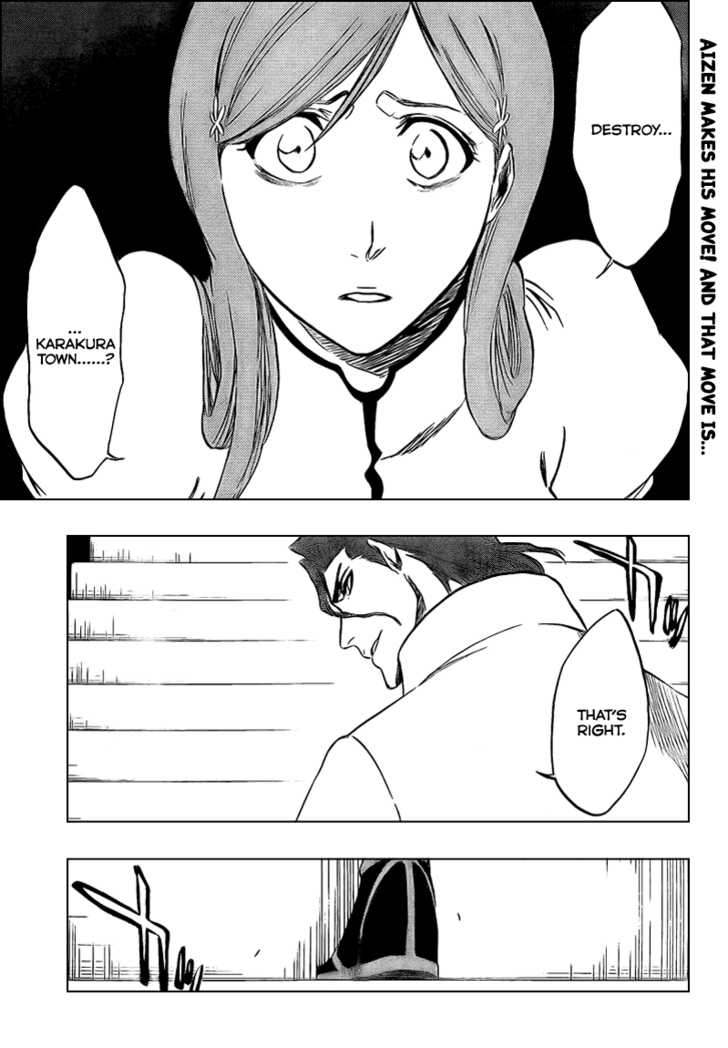 AIZEN MAKES HIS MOVE! AND THAT MOVE IS...
DESTROY...
...
KARAKURA
TOWN......?
THAT'S
RIGHT.